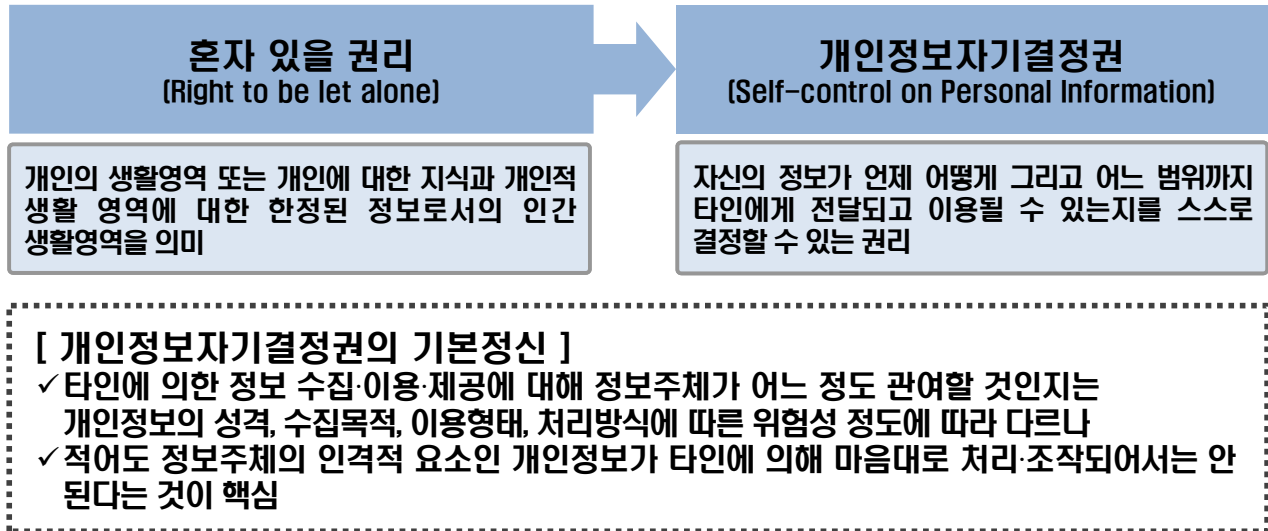 혼자 있을 권리
(Right to be let alone)
개인정보자기결정권
(Self-control on Personal Information)
개인의 생활영역 또는 개인에 대한 지식과 개인적
생활 영역에 대한 한정된 정보로서의 인간
생활영역을 의미
자신의 정보가 언제 어떻게 그리고 어느 범위까지
타인에게 전달되고 이용될 수 있는지를 스스로
결정할 수 있는 권리
[ 개인정보자기결정권의 기본정신 ]
✓타인에 의한 정보 수집·이용·제공에 대해 정보주체가 어느 정도 관여할 것인지는
개인정보의 성격, 수집목적, 이용형태, 처리방식에 따른 위험성 정도에 따라 다르나
✓적어도 정보주체의 인격적 요소인 개인정보가 타인에 의해 마음대로 처리·조작되어서는 안
된다는 것이 핵심